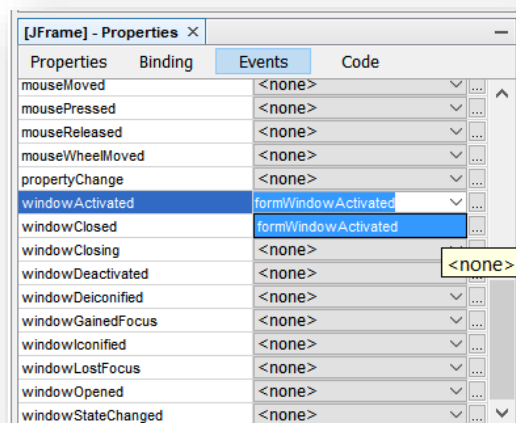 [JFrame] - Properties ×
Properties Binding Events Code
mouseMoved <none> ...
mousePressed <none> ...
mouseReleased <none> ...
mouseWheelMoved <none> ...
propertyChange <none> ...
windowActivated formWindowActivated ...
windowClosed formWindowActivated ...
windowClosing <none> ...
<none>
windowDeactivated <none>
windowDeiconified <none> ...
windowGainedFocus <none> ...
windowIconified <none> ...
windowLostFocus <none> ...
windowOpened <none> ...
windowStateChanged <none> ...